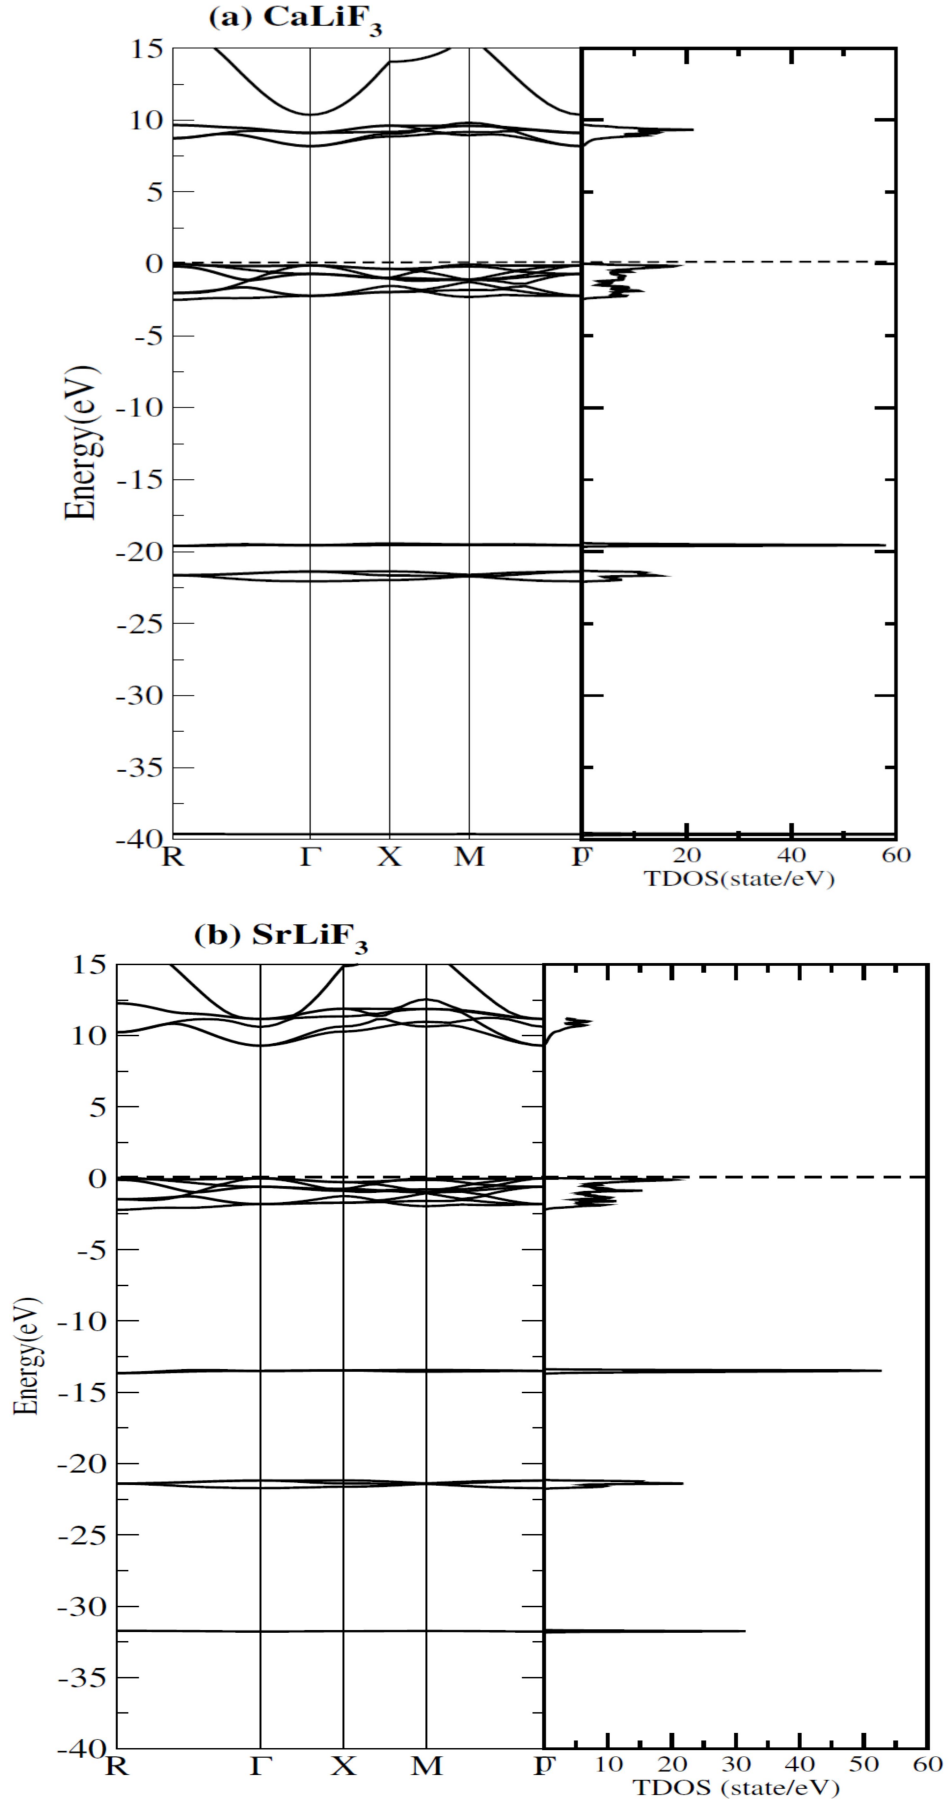 (a) CaLiF3
15
10
5
0
-5
-10
-15
-20
-25
-30
-35
-40
Energy(eV)
R Γ X M Γ
0 20 40 60
TDOS(state/eV)
(b) SrLiF3
15
10
5
0
-5
-10
-15
-20
-25
-30
-35
-40
Energy(eV)
R Γ X M Γ
0 10 20 30 40 50 60
TDOS (state/eV)